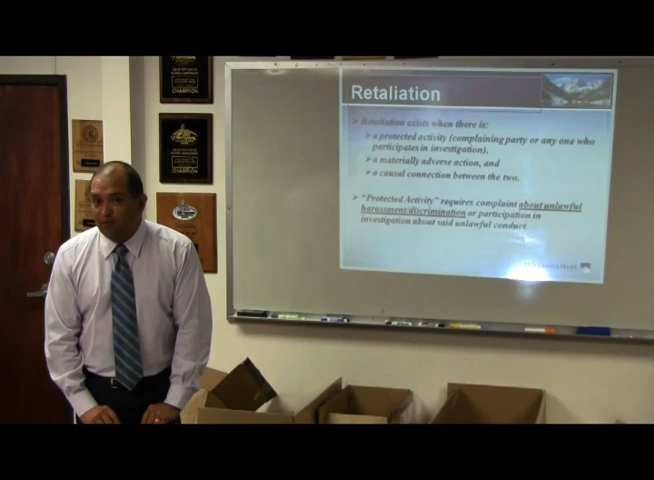 Retaliation
Retaliation exists when there is:
a protected activity (complaining party or any one who
participates in investigation),
a materially adverse action, and
a causal connection between the two.
"Protected Activity" requires complaint about unlawful
harassment/discrimination or participation in
investigation about said unlawful conduct.
CHAMPION